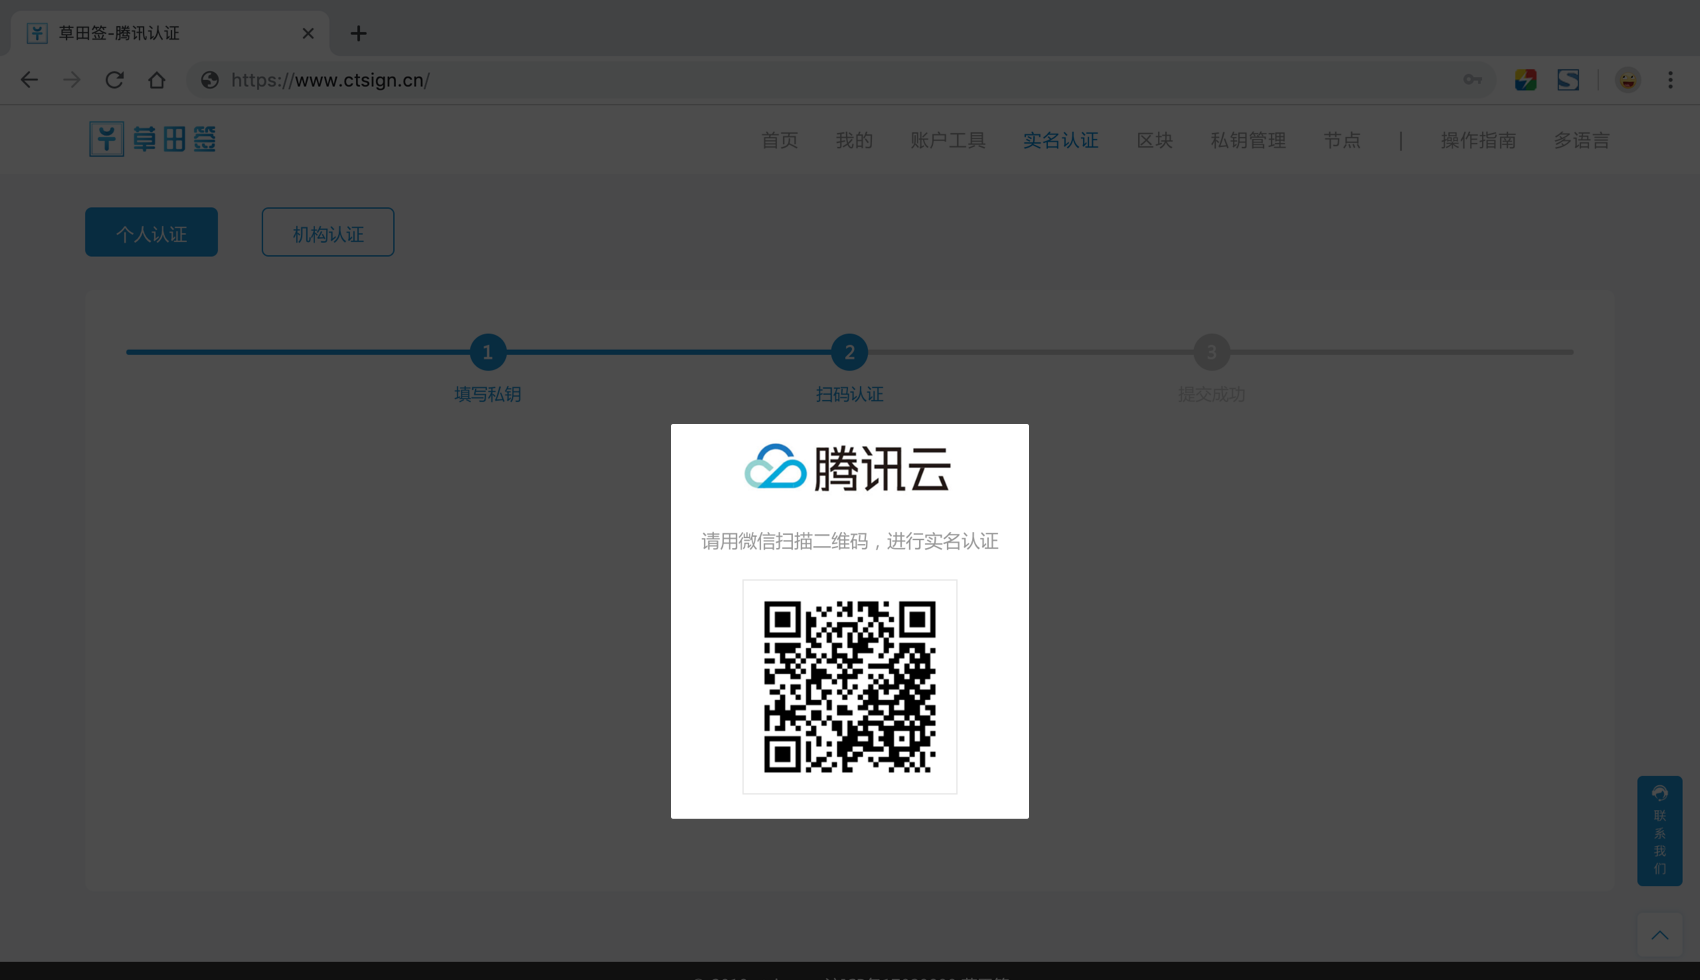 草田签-腾讯认证
https://www.ctsign.cn/
草田签
首页 我的 账户工具 实名认证 区块 私钥管理 节点 | 操作指南 多语言
个人认证 机构认证
1 2 3
填写私钥 扫码认证 提交成功
腾讯云
请用微信扫描二维码，进行实名认证
联系我们